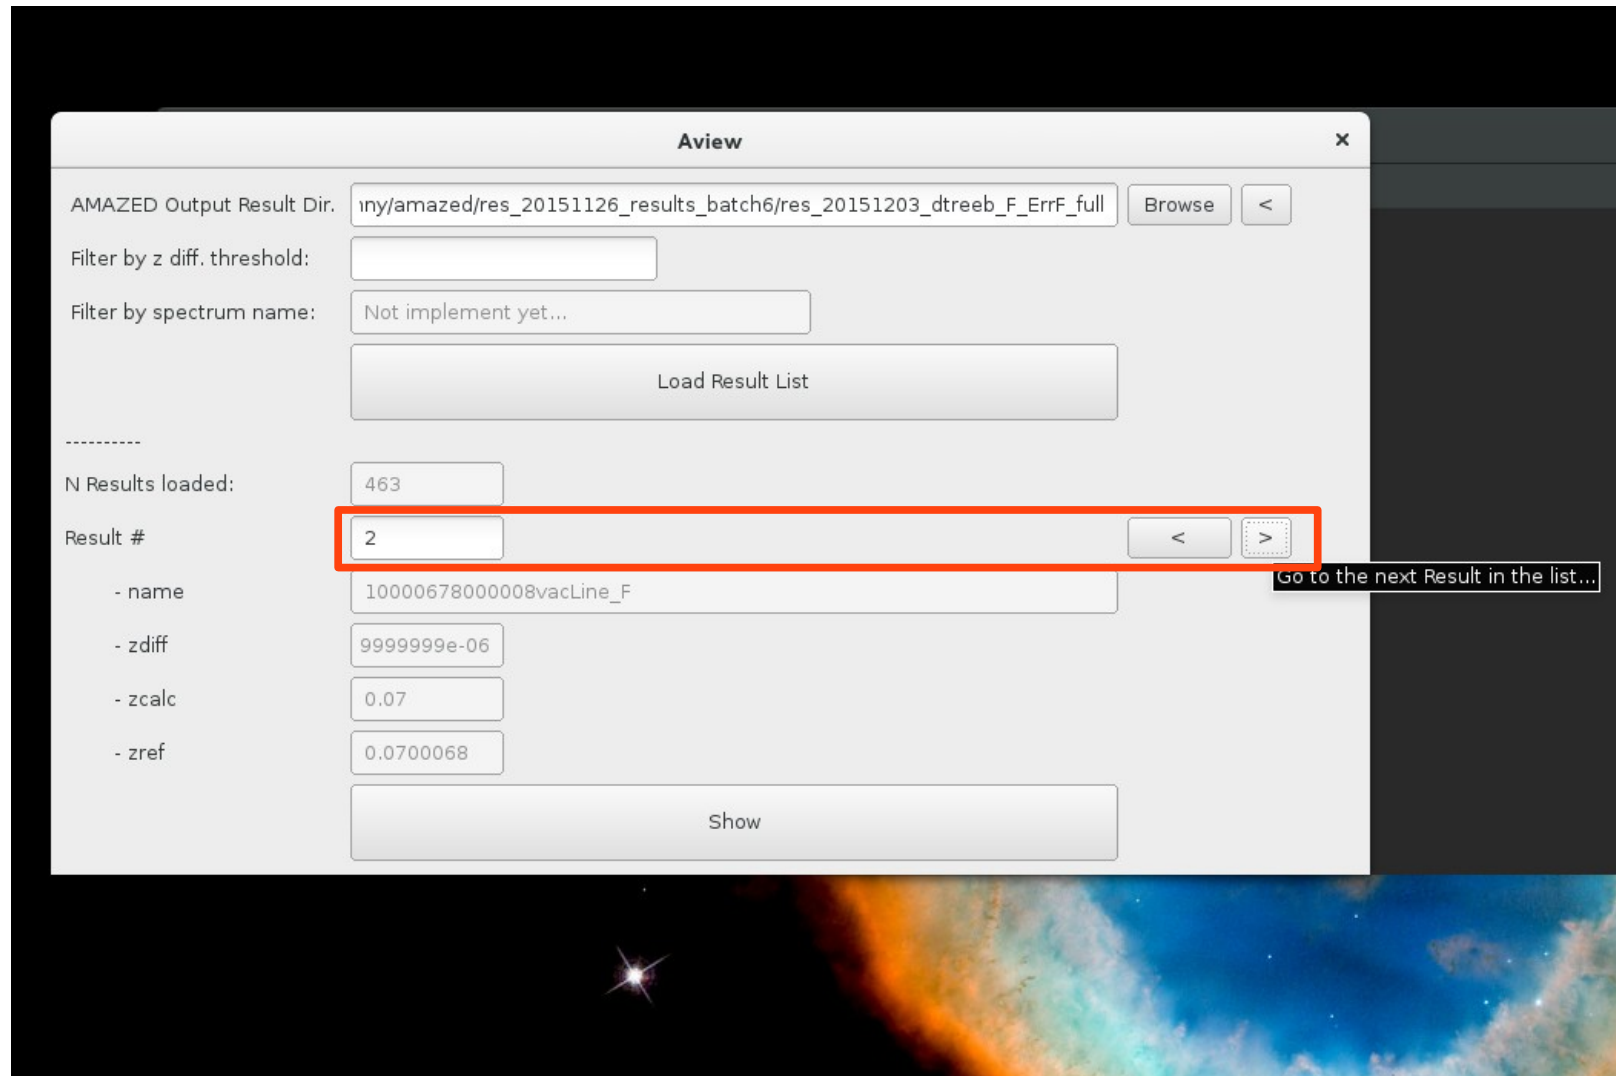 Aview ×
AMAZED Output Result Dir. ny/amazed/res_20151126_results_batch6/res_20151203_dtreeb_F_ErrF_full Browse <
Filter by z diff. threshold:
Filter by spectrum name: Not implement yet...
Load Result List
----------
N Results loaded: 463
Result # 2 < >
Go to the next Result in the list...
- name 10000678000008vacLine_F
- zdiff 9999999e-06
- zcalc 0.07
- zref 0.0700068
Show